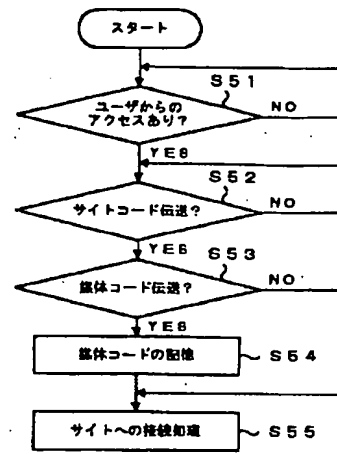 スタート
S51
ユーザからの
アクセスあり?
NO
YES
S52
サイトコード伝送?
NO
YES
S53
媒体コード伝送?
NO
YES
媒体コードの記憶
S54
サイトへの接続処理
S55